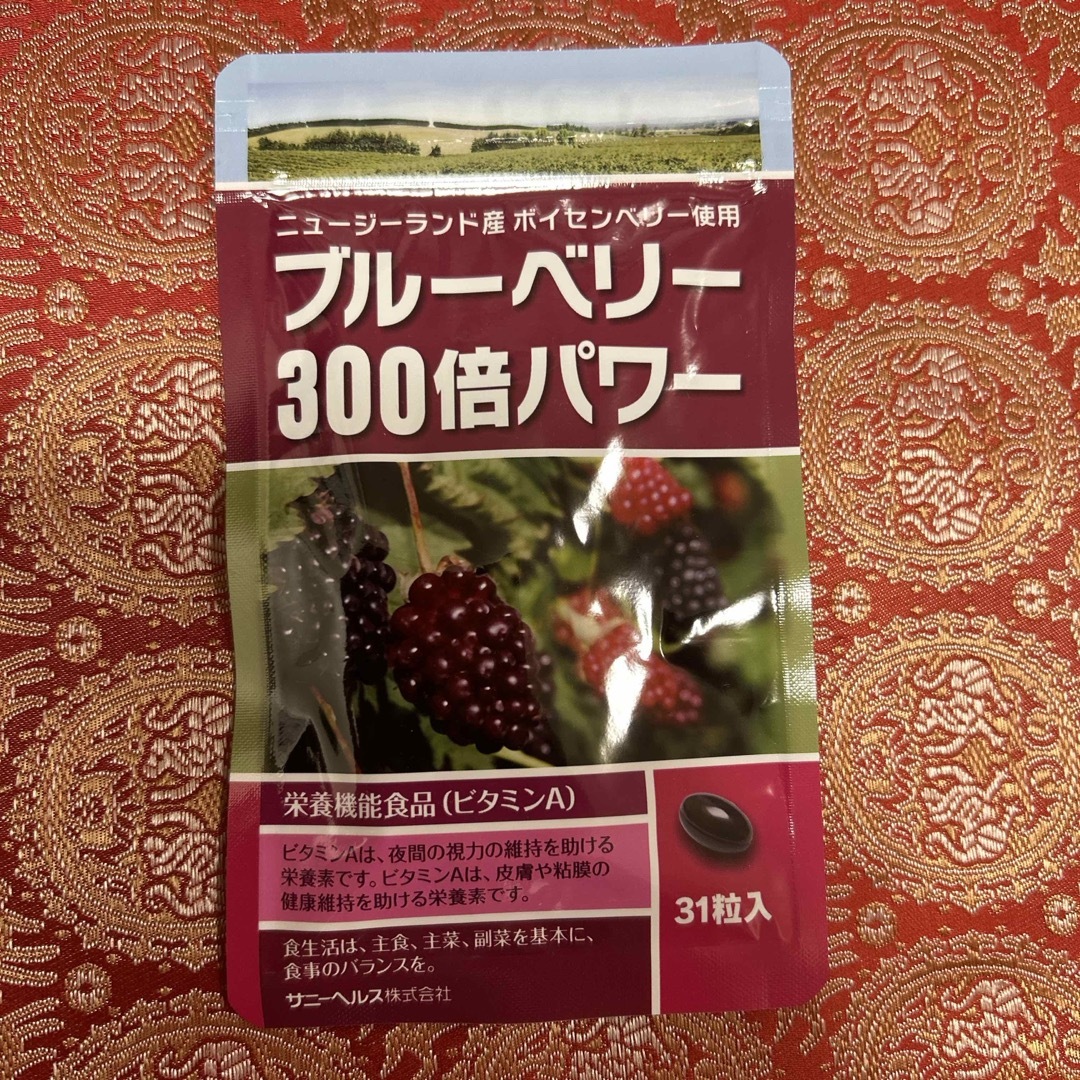 ニュージーランド産 ボイセンベリー使用
ブルーベリー
300倍パワー
栄養機能食品(ビタミンA)
ビタミンAは、夜間の視力の維持を助ける
栄養素です。ビタミンAは、皮膚や粘膜の
健康維持を助ける栄養素です。
31粒入
食生活は、主食、主菜、副菜を基本に、
食事のバランスを。
サニーヘルス株式会社